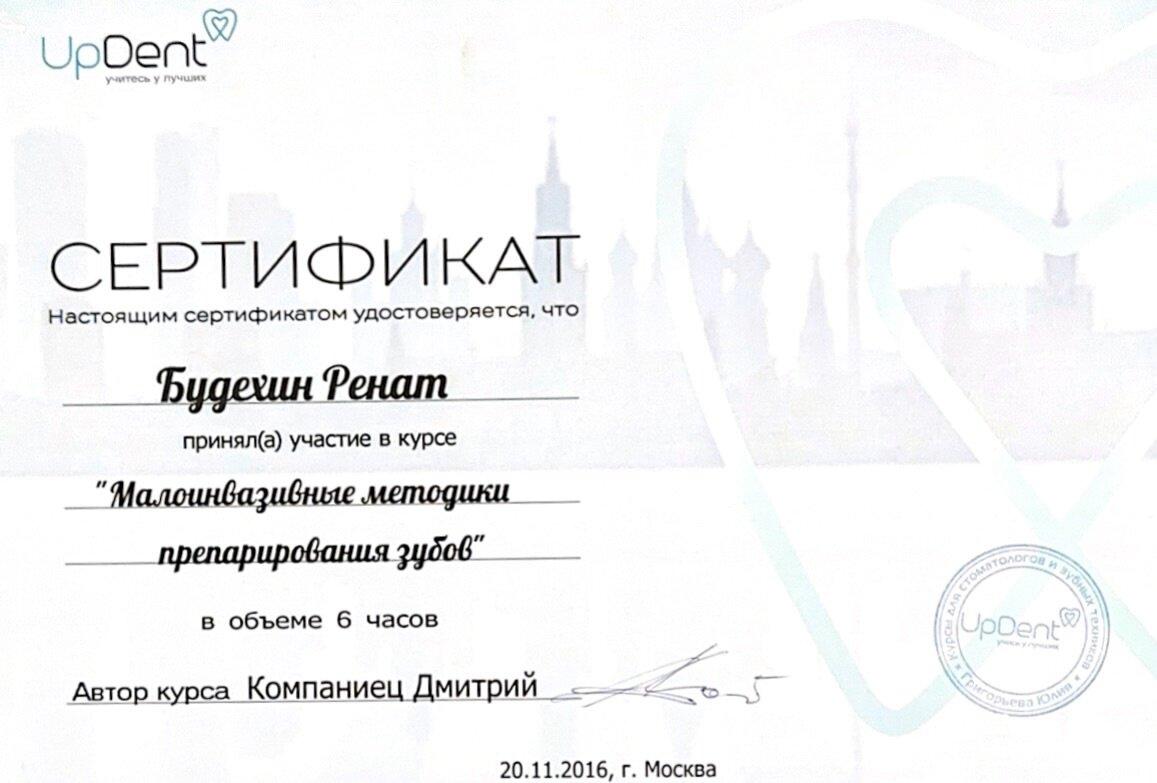 UpDent
учитесь у лучших
СЕРТИФИКАТ
Настоящим сертификатом удостоверяется, что
Будехин Ренат
принял(а) участие в курсе
"Малоинвазивные методики
препарирования зубов"
в объеме 6 часов
Автор курса Компаниец Дмитрий
Курсы для стоматологов и зубных техников
UpDent
Григорьева Юлия
20.11.2016, г. Москва